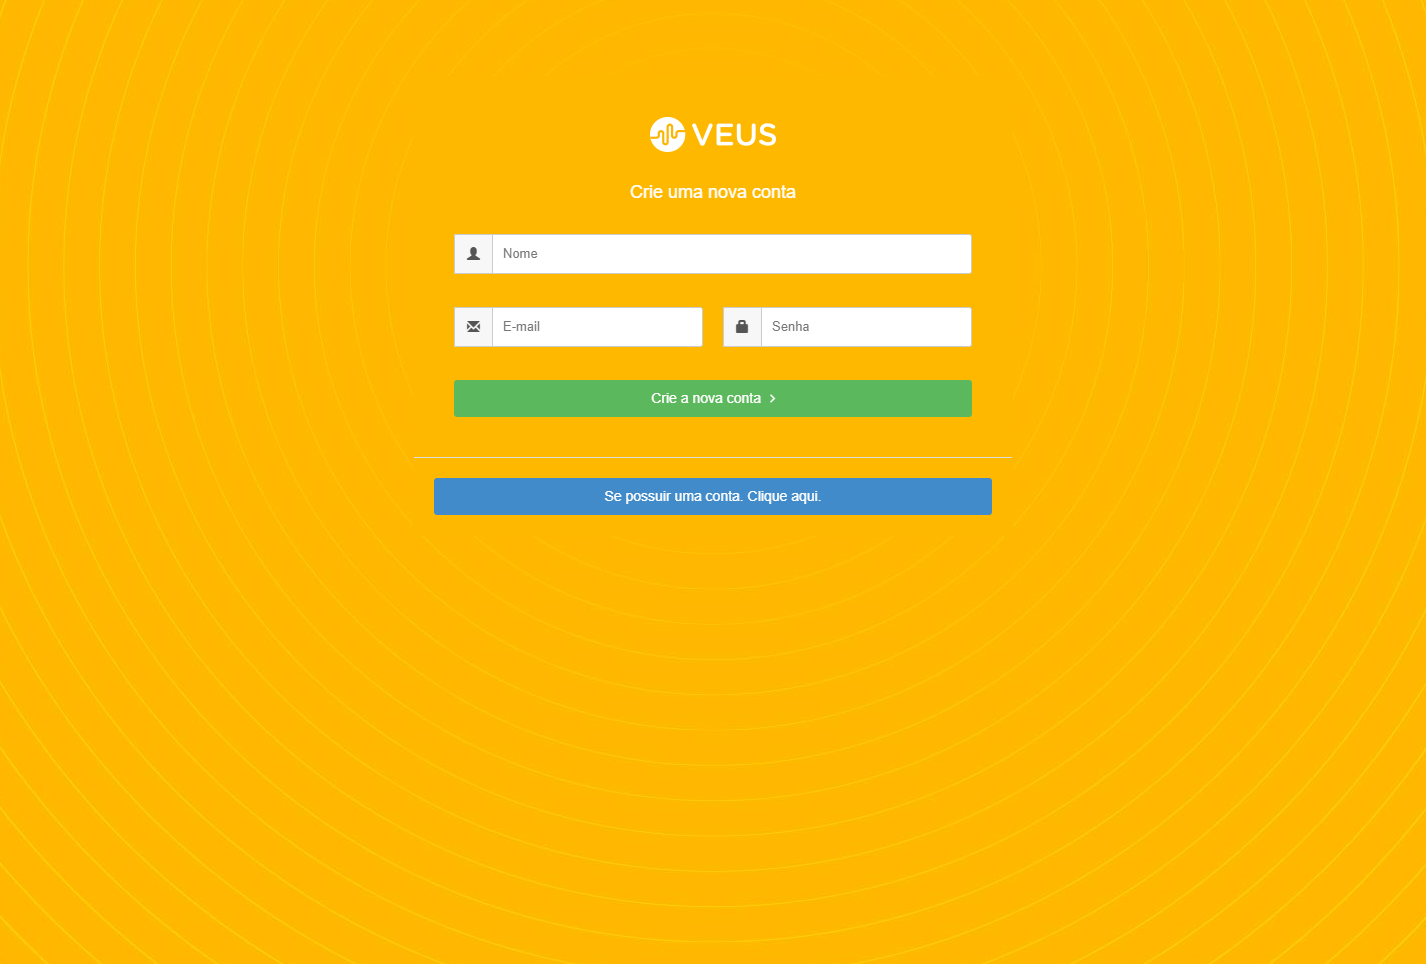 VEUS
Crie uma nova conta
Nome
E-mail
Senha
Crie a nova conta
Se possuir uma conta. Clique aqui.